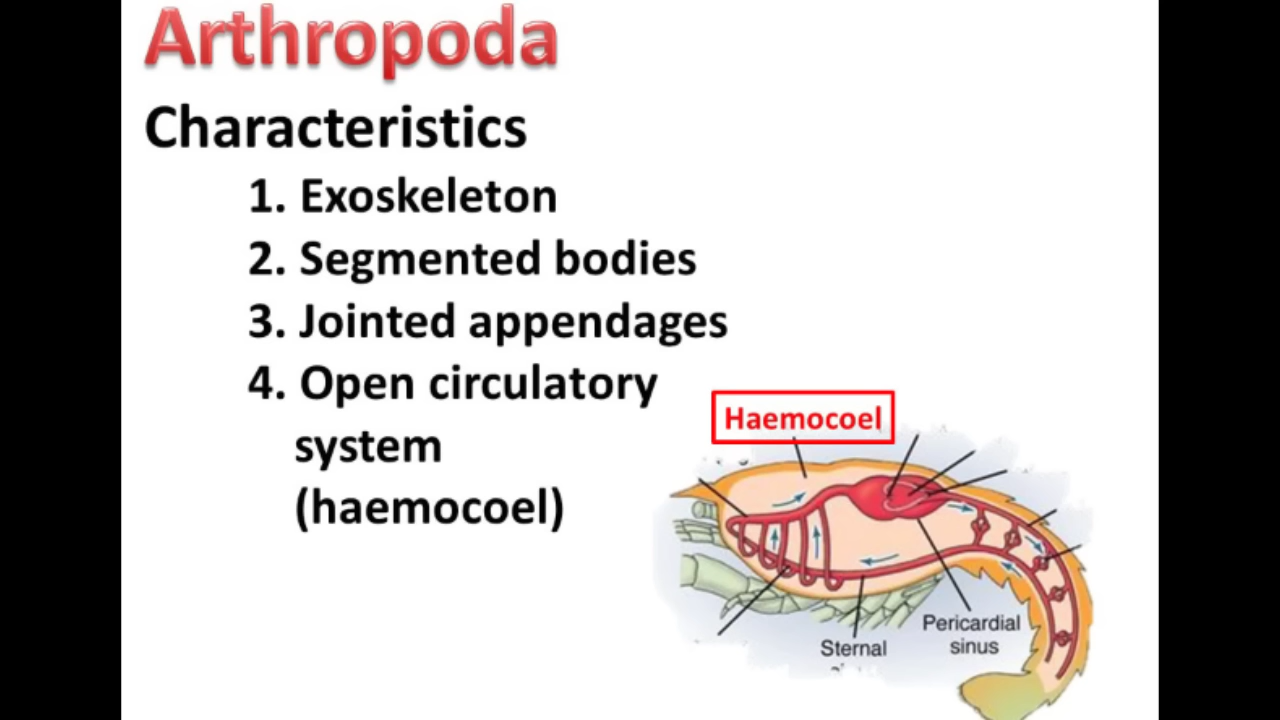 Arthropoda
Characteristics
1. Exoskeleton
2. Segmented bodies
3. Jointed appendages
4. Open circulatory
system
(haemocoel)
Haemocoel
Pericardial
sinus
Sternal